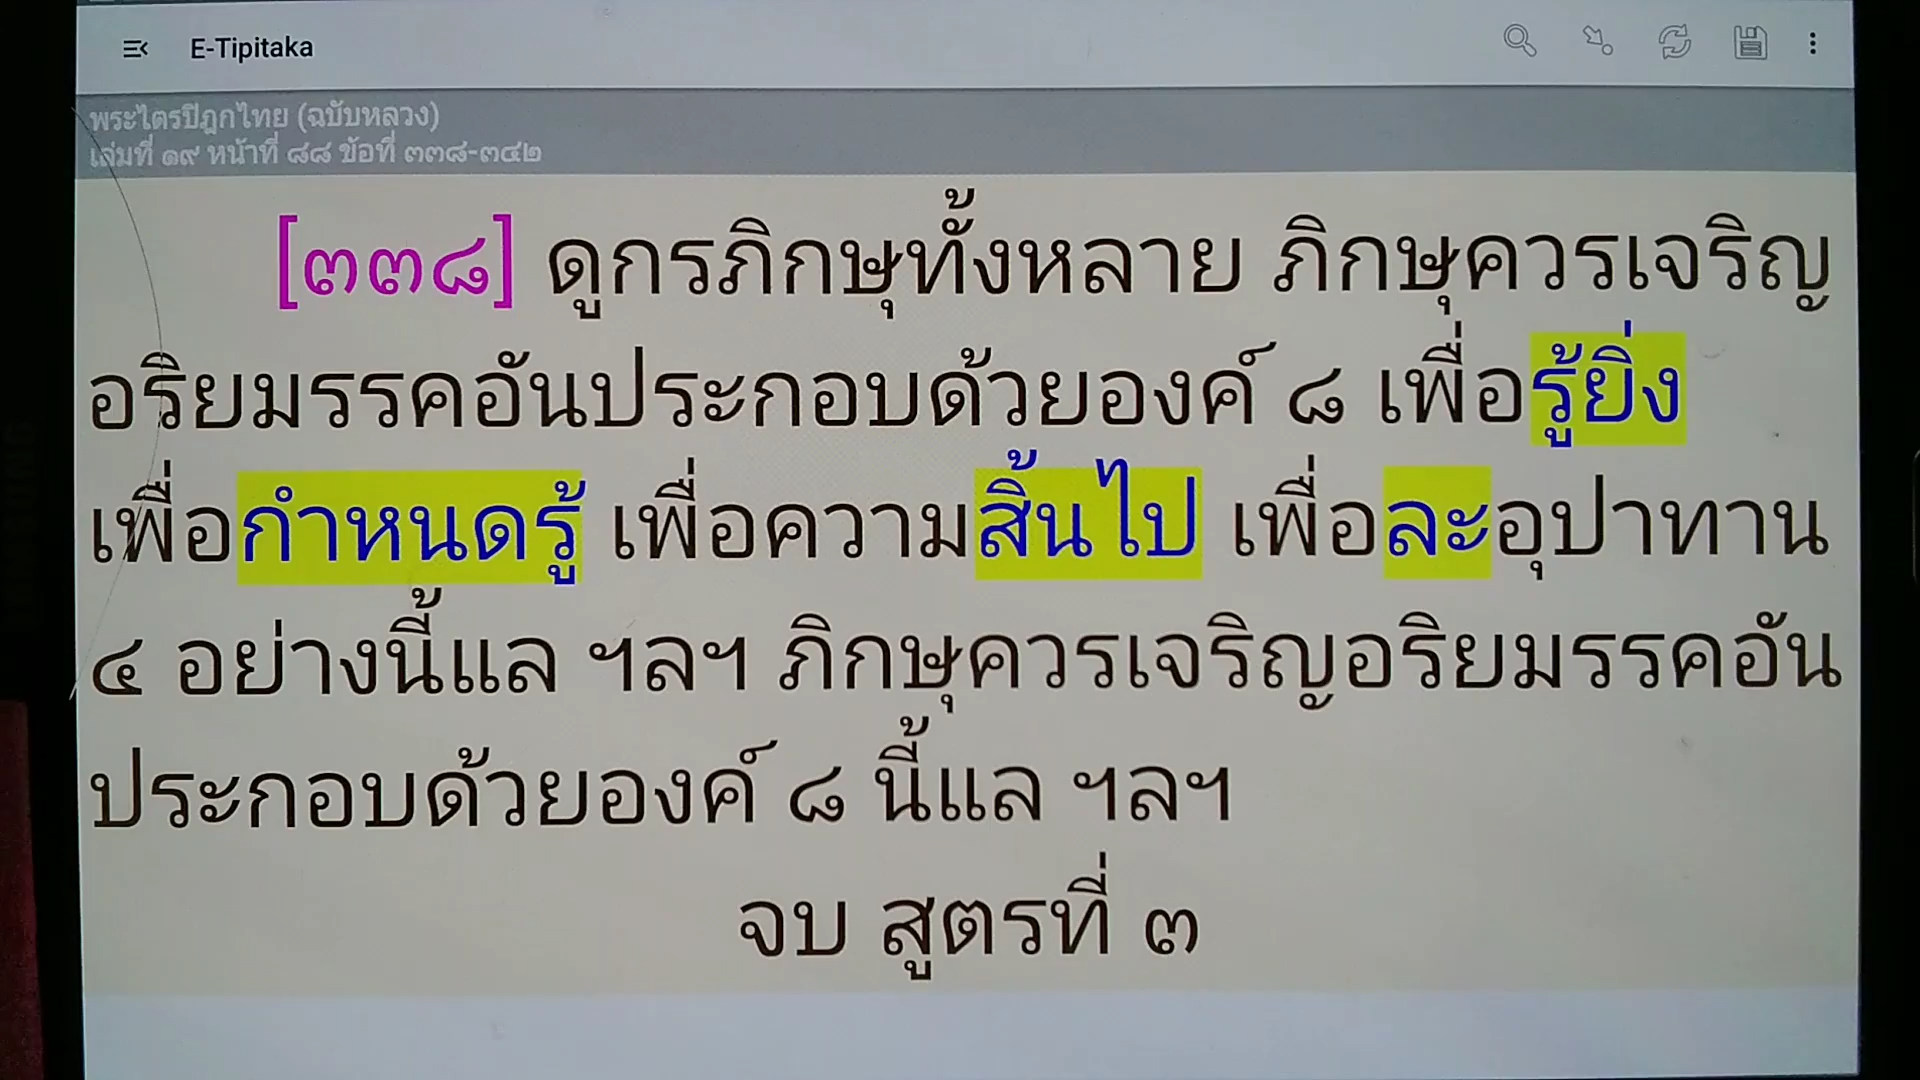 E-Tipitaka
พระไตรปิฎกไทย (ฉบับหลวง)
เล่มที่ ๑๙ หน้าที่ ๘๘ ข้อที่ ๓๓๘-๓๔๒
[๓๓๘] ดูกรภิกษุทั้งหลาย ภิกษุควรเจริญ
อริยมรรคอันประกอบด้วยองค์ ๘ เพื่อรู้ยิ่ง
เพื่อกำหนดรู้ เพื่อความสิ้นไป เพื่อละอุปาทาน
๔ อย่างนี้แล ฯลฯ ภิกษุควรเจริญอริยมรรคอัน
ประกอบด้วยองค์ ๘ นี้แล ฯลฯ
จบ สูตรที่ ๓